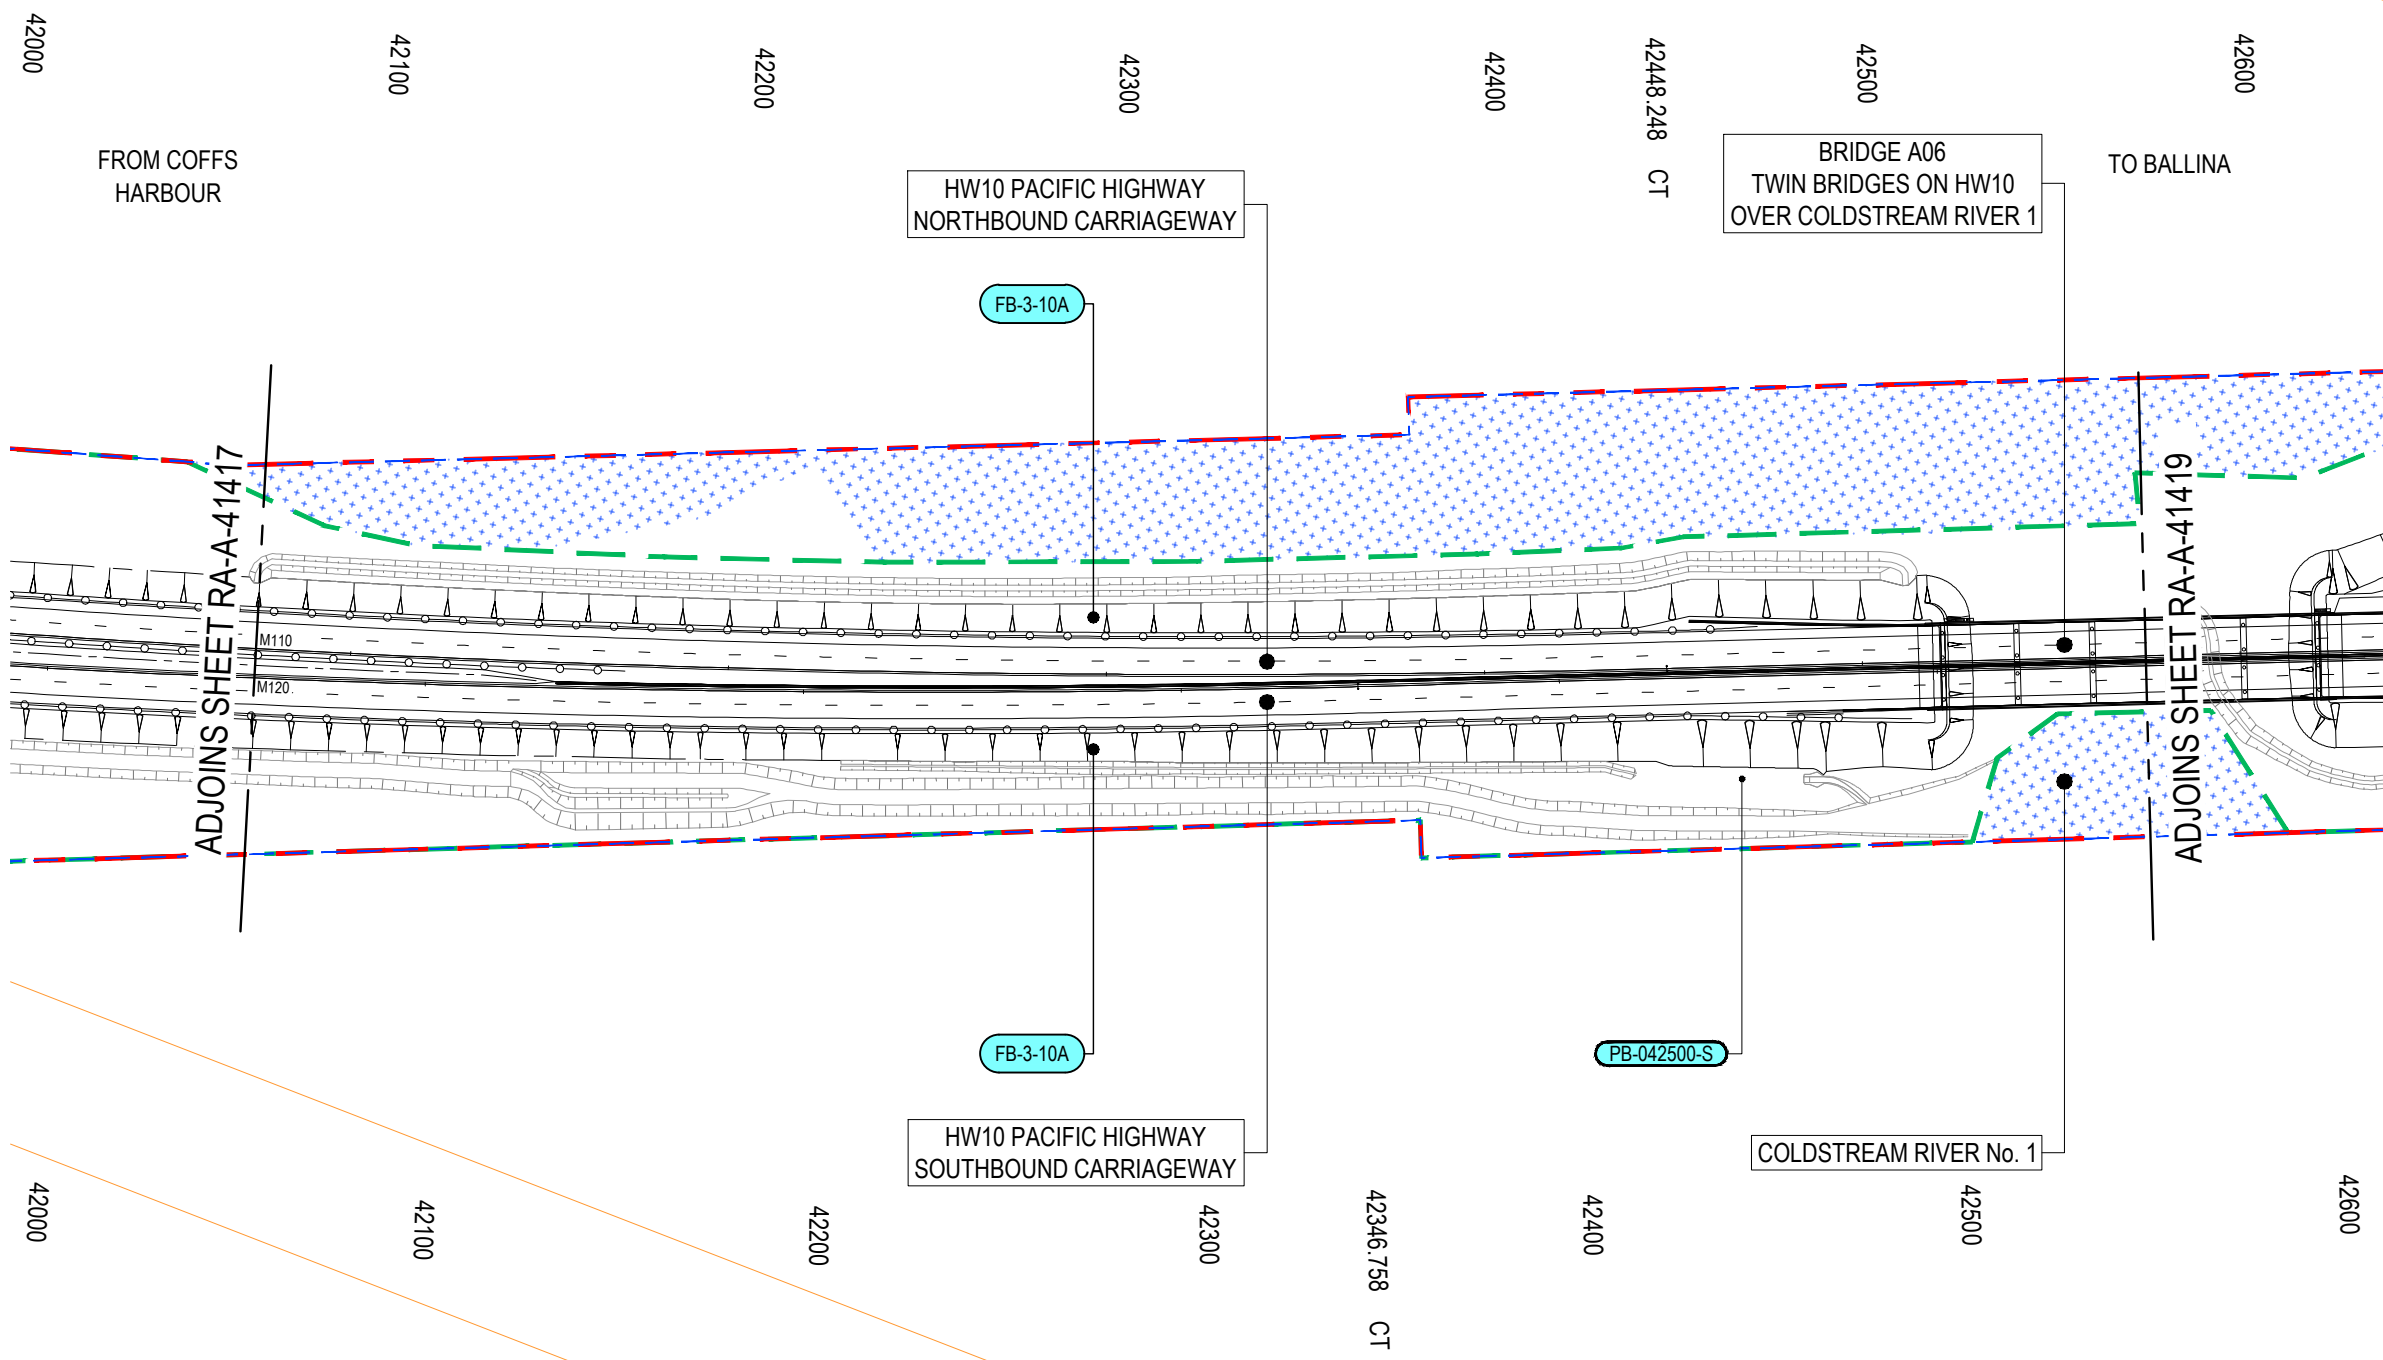 42000
42100
42200
42300
42400
42448.248 CT
42500
42600
FROM COFFS
HARBOUR
HW10 PACIFIC HIGHWAY
NORTHBOUND CARRIAGEWAY
BRIDGE A06
TWIN BRIDGES ON HW10
OVER COLDSTREAM RIVER 1
TO BALLINA
FB-3-10A
ADJOINS SHEET RA-A-41417
M110
M120
ADJOINS SHEET RA-A-41419
FB-3-10A
PB-042500-S
HW10 PACIFIC HIGHWAY
SOUTHBOUND CARRIAGEWAY
COLDSTREAM RIVER No. 1
42000
42100
42200
42300
42346.758 CT
42400
42500
42600